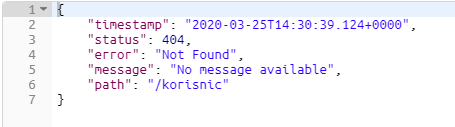 1 {
2 "timestamp": "2020-03-25T14:30:39.124+0000",
3 "status": 404,
4 "error": "Not Found",
5 "message": "No message available",
6 "path": "/korisnic"
7 }